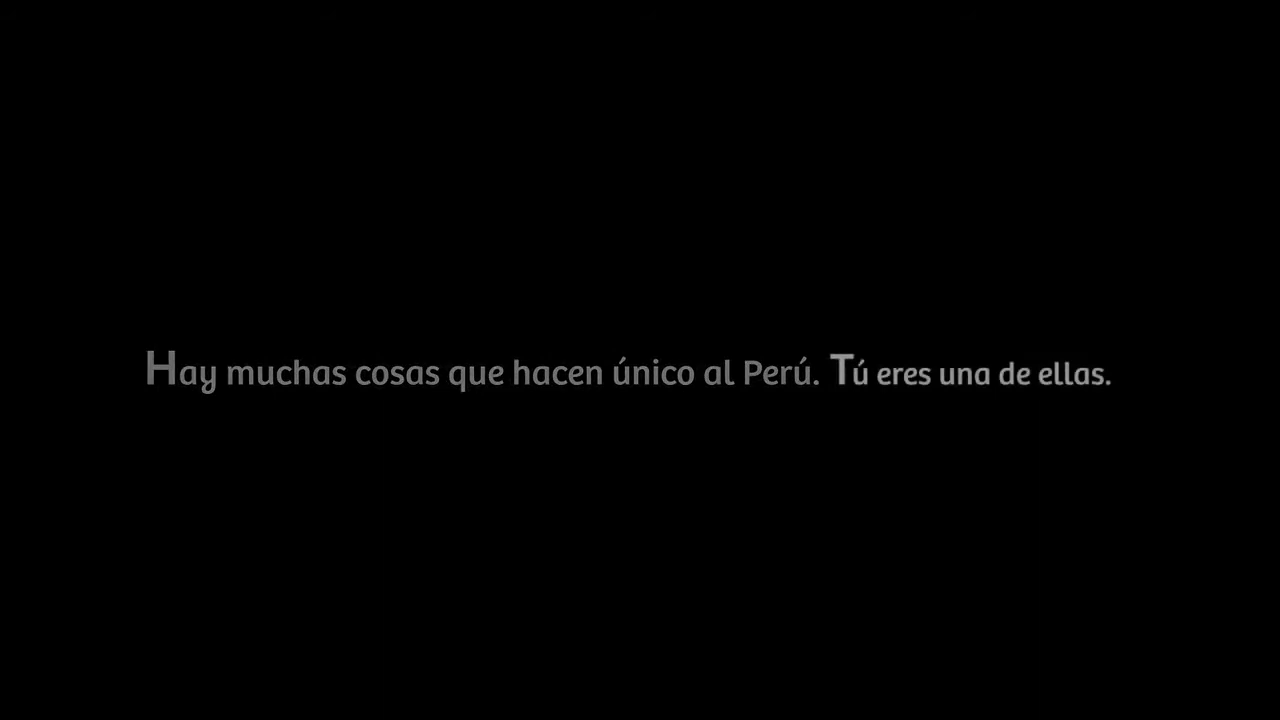 Hay muchas cosas que hacen único al Perú. Tú eres una de ellas.